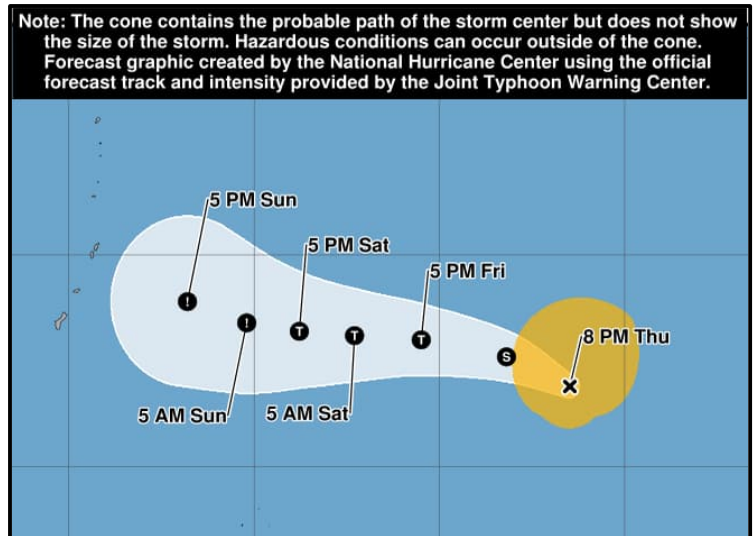 Note: The cone contains the probable path of the storm center but does not show
the size of the storm. Hazardous conditions can occur outside of the cone.
Forecast graphic created by the National Hurricane Center using the official
forecast track and intensity provided by the Joint Typhoon Warning Center.
5 PM Sun
5 PM Sat
5 PM Fri
!
!
T
T
T
S
8 PM Thu
5 AM Sun
5 AM Sat